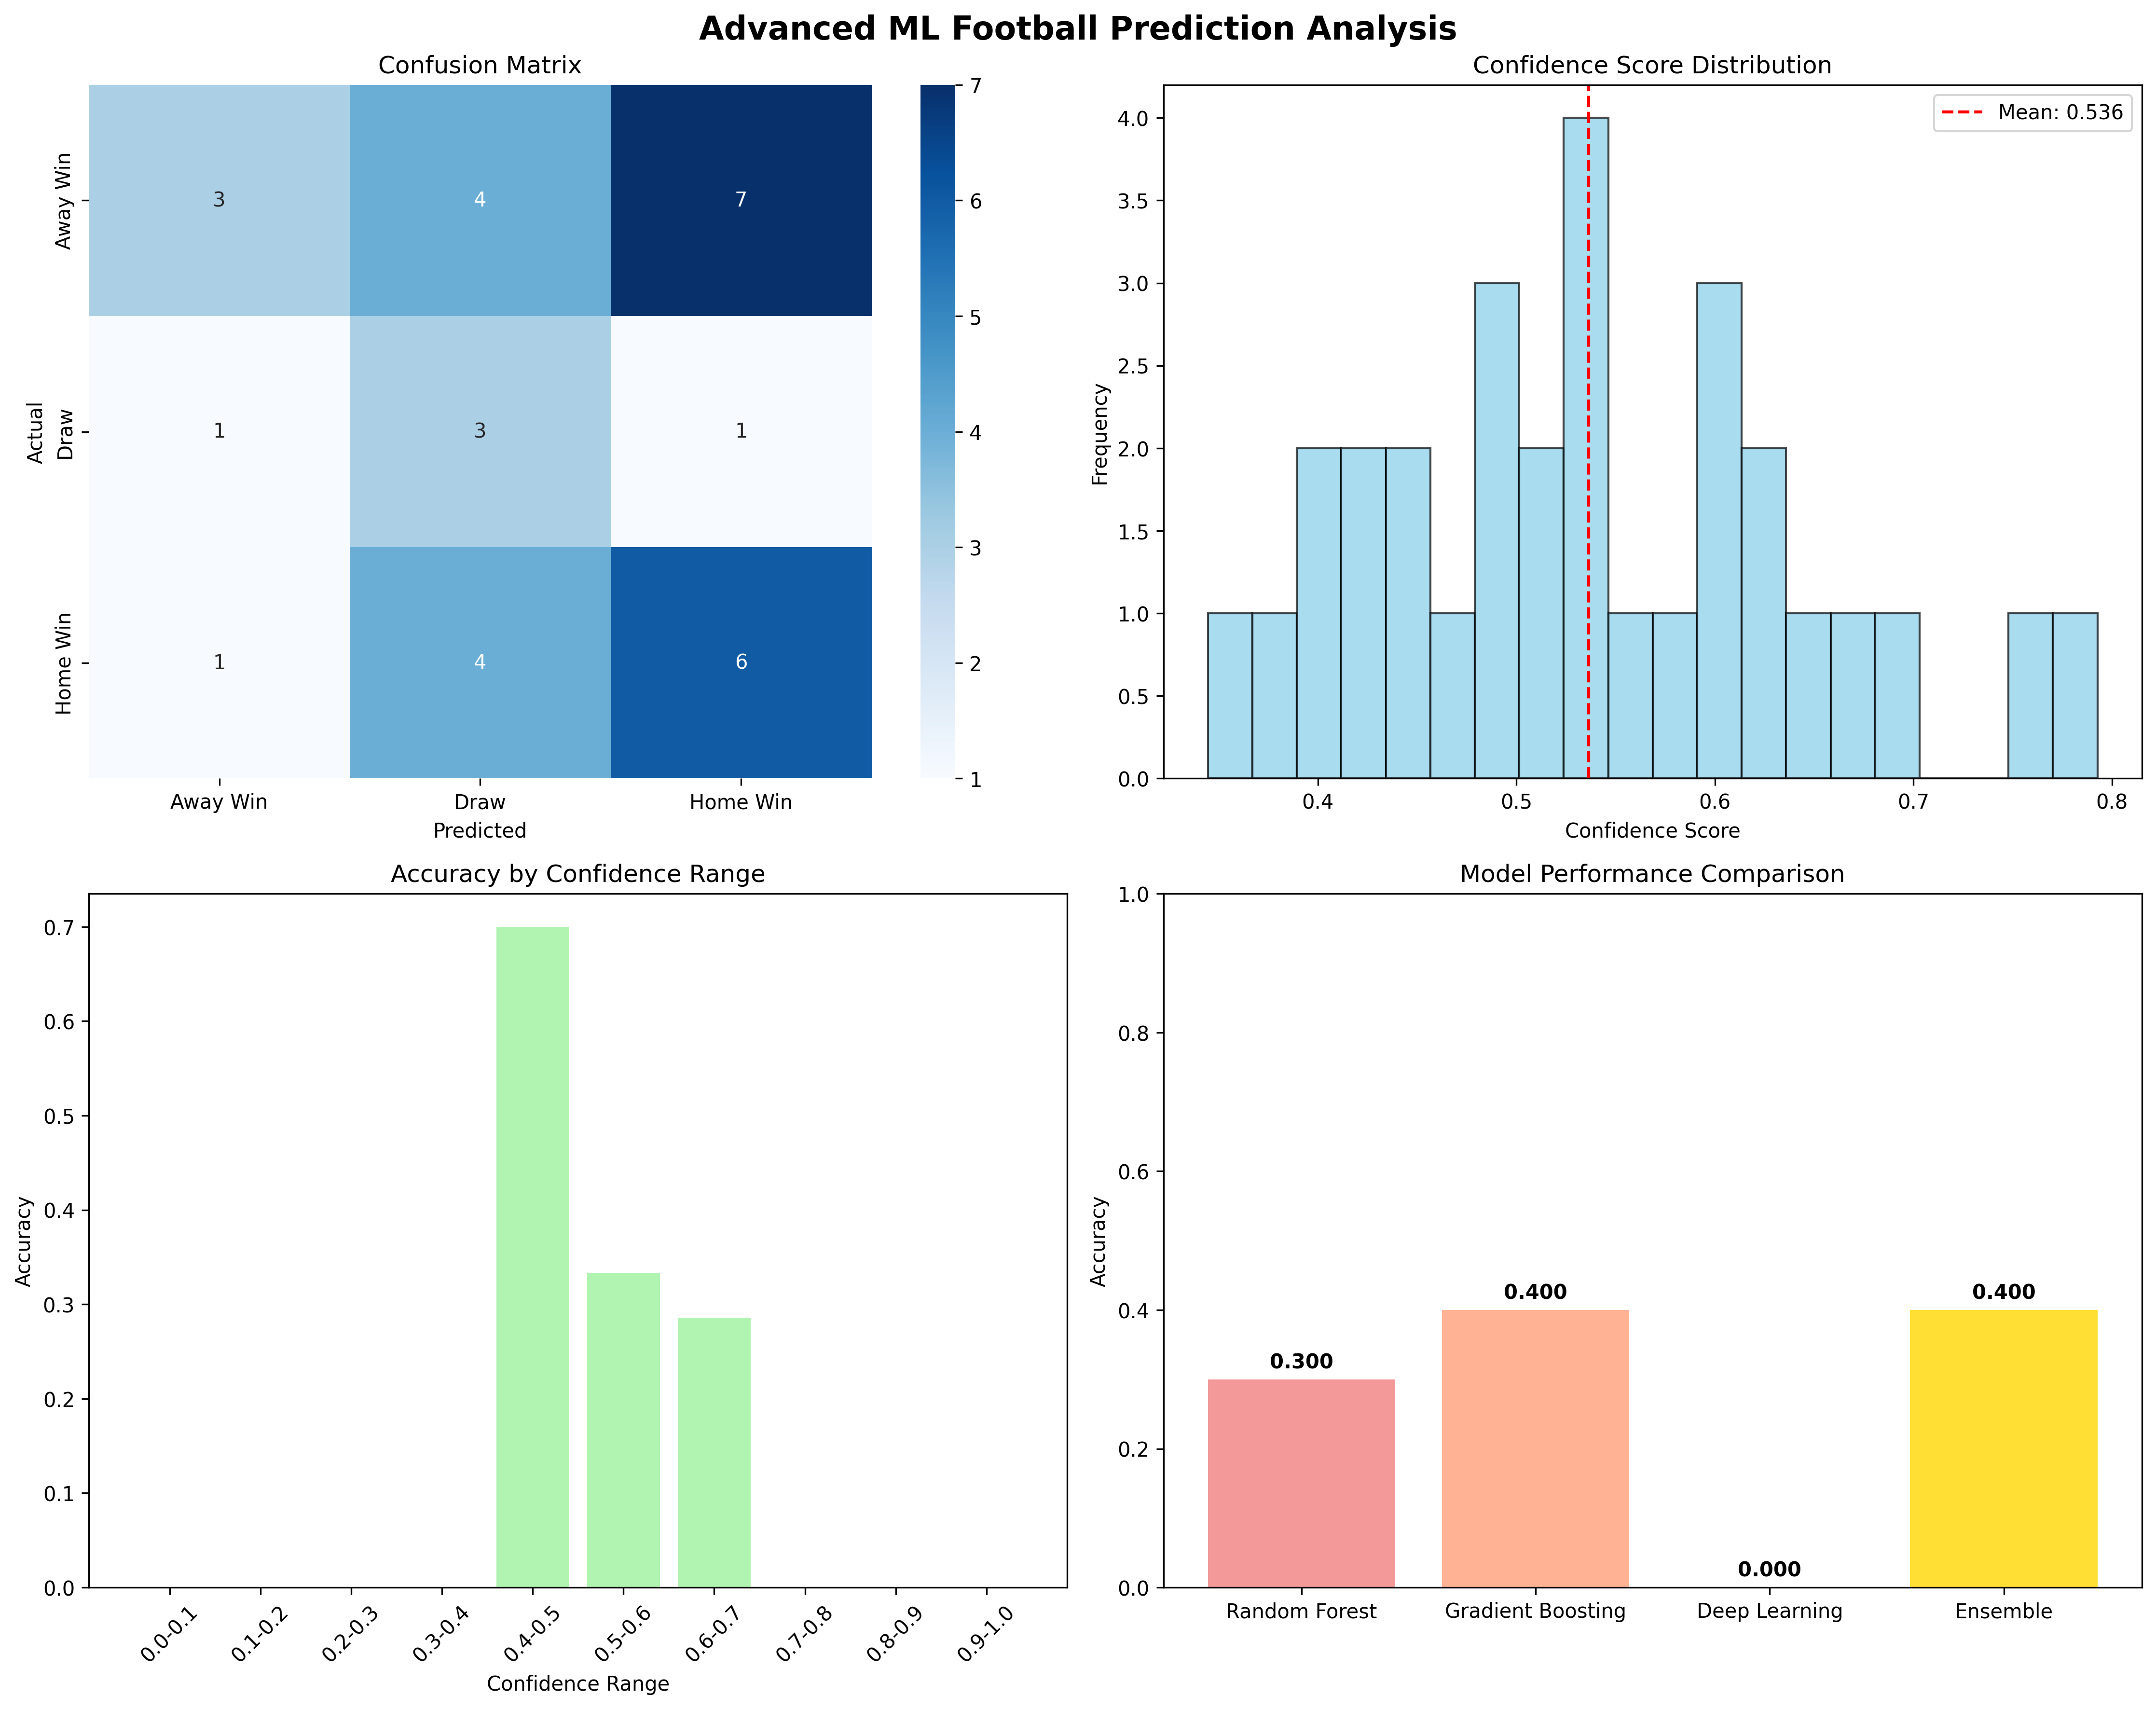 Advanced ML Football Prediction Analysis
Confusion Matrix
Actual
Away Win
Draw
Home Win
3 4 7
1 3 1
1 4 6
Away Win Draw Home Win
Predicted
7
6
5
4
3
2
1
Confidence Score Distribution
Mean: 0.536
Frequency
4.0
3.5
3.0
2.5
2.0
1.5
1.0
0.5
0.0
0.4 0.5 0.6 0.7 0.8
Confidence Score
Accuracy by Confidence Range
Accuracy
0.7
0.6
0.5
0.4
0.3
0.2
0.1
0.0
0.0-0.1 0.1-0.2 0.2-0.3 0.3-0.4 0.4-0.5 0.5-0.6 0.6-0.7 0.7-0.8 0.8-0.9 0.9-1.0
Confidence Range
Model Performance Comparison
Accuracy
1.0
0.8
0.6
0.4
0.2
0.0
0.300 0.400 0.000 0.400
Random Forest Gradient Boosting Deep Learning Ensemble